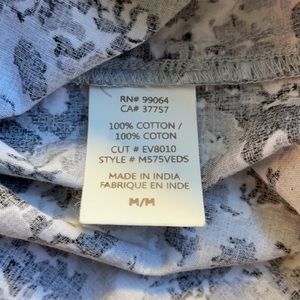 RN# 99064
CA# 37757
100% COTTON /
100% COTON
CUT # EV8010
STYLE # M575VEDS
MADE IN INDIA
FABRIQUE EN INDE
M/M